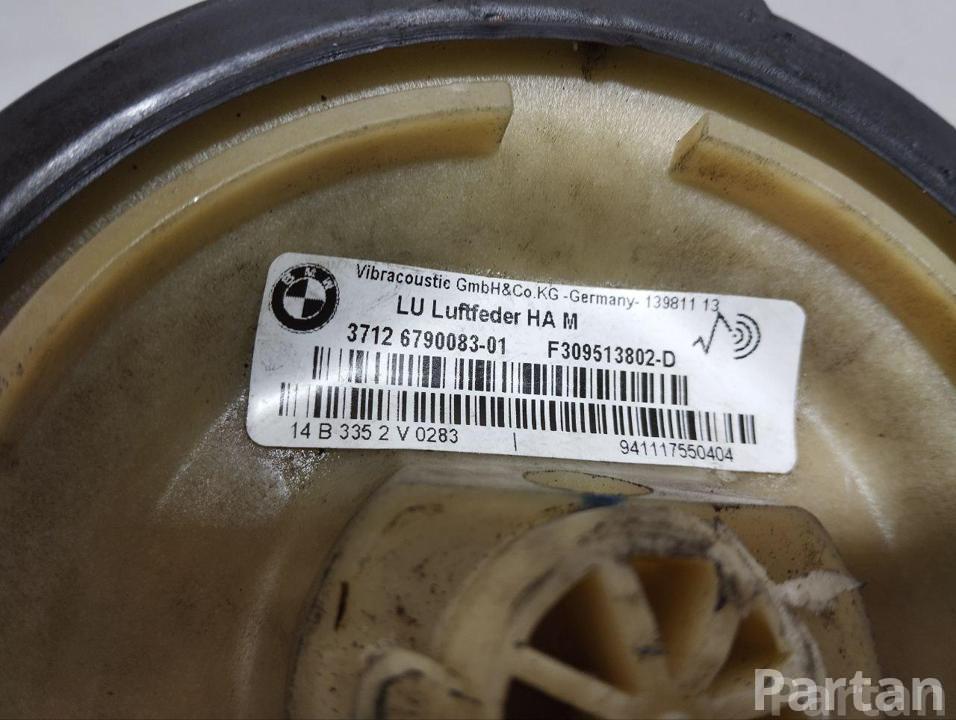 BMW
Vibracoustic GmbH&Co.KG -Germany- 139811 13
LU Luftfeder HA M
3712 6790083-01 F309513802-D
14 B 335 2 V 0283 | 941117550404
Partan